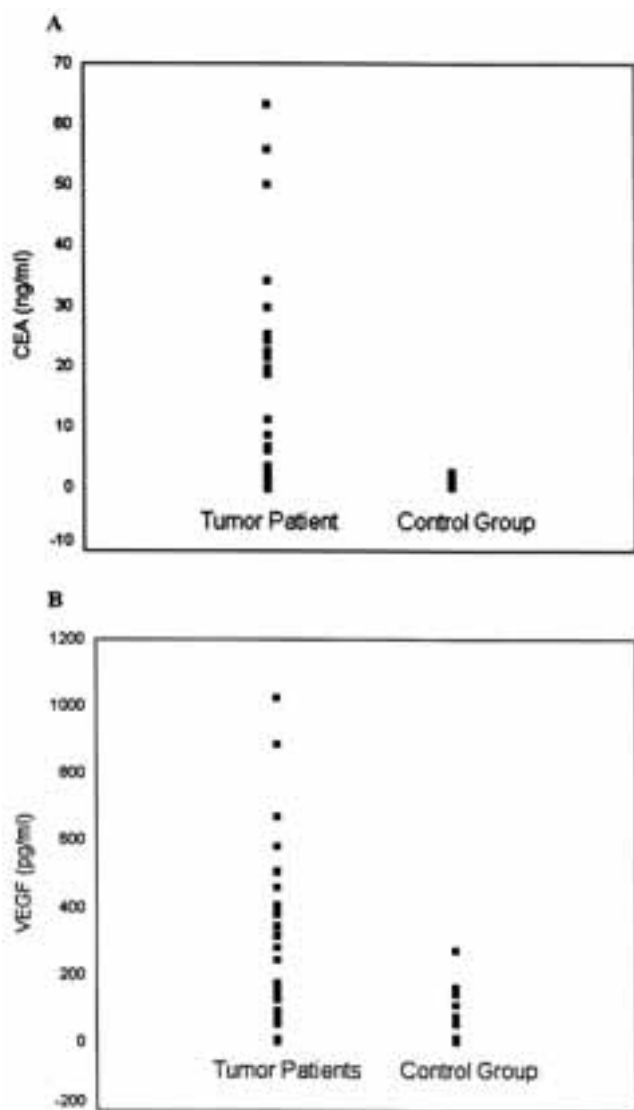 A
70
60
50
40
30
20
10
0
-10
CEA (ng/ml)
Tumor Patient Control Group
B
1200
1000
800
600
400
200
0
-200
VEGF (pg/ml)
Tumor Patients Control Group